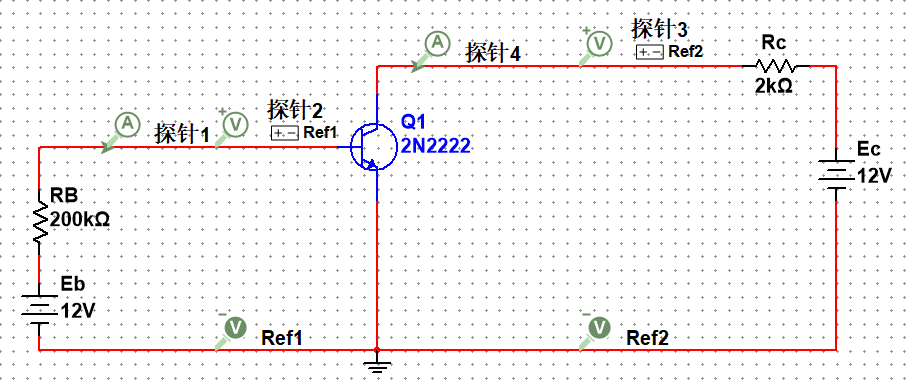 探针3
A
V
+
+ -
Ref2
Rc
探针4
2kΩ
探针2
A
V
+
+ -
Ref1
探针1
Q1
2N2222
Ec
12V
RB
200kΩ
Eb
12V
-
V
Ref1
-
V
Ref2